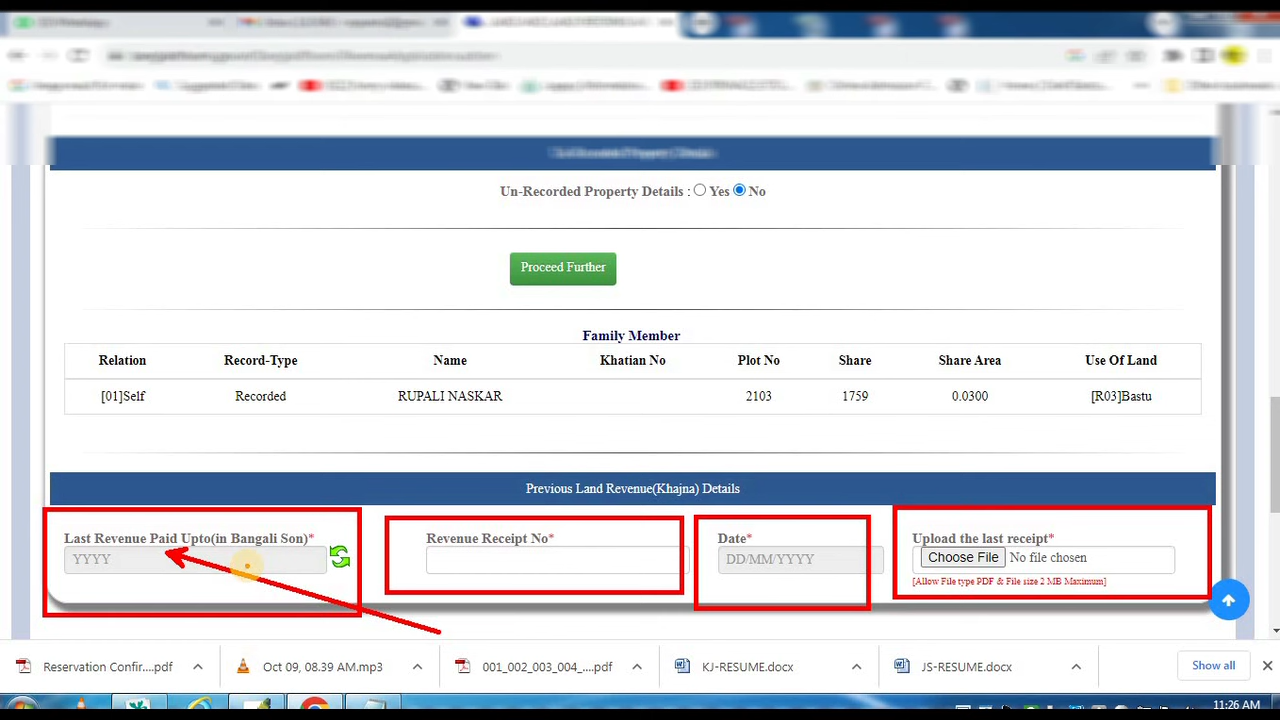 Un-Recorded Property Details : Yes No
Proceed Further
Family Member
Relation Record-Type Name Khatian No Plot No Share Share Area Use Of Land
[01]Self Recorded RUPALI NASKAR 2103 1759 0.0300 [R03]Bastu
Previous Land Revenue(Khajna) Details
Last Revenue Paid Upto(in Bangali Son)* Revenue Receipt No* Date* Upload the last receipt*
YYYY DD/MM/YYYY Choose File No file chosen
[Allow File type PDF & File size 2 MB Maximum]
Reservation Confir....pdf Oct 09, 08.39 AM.mp3 001_002_003_004_....pdf KJ-RESUME.docx JS-RESUME.docx Show all
11:26 AM